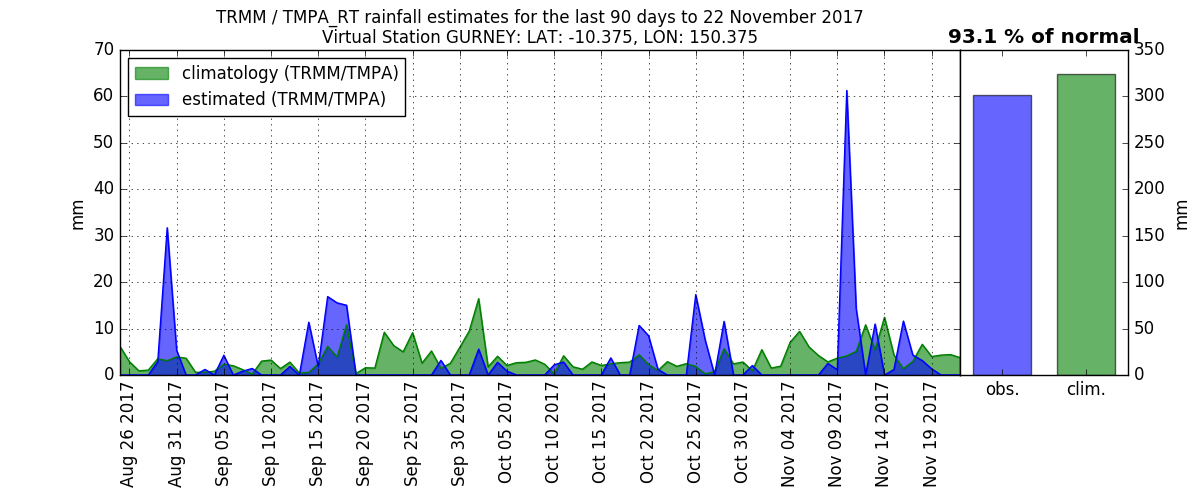 TRMM / TMPA_RT rainfall estimates for the last 90 days to 22 November 2017
Virtual Station GURNEY: LAT: -10.375, LON: 150.375
93.1 % of normal
climatology (TRMM/TMPA)
estimated (TRMM/TMPA)
70
60
50
40
30
20
10
0
mm
Aug 26 2017
Aug 31 2017
Sep 05 2017
Sep 10 2017
Sep 15 2017
Sep 20 2017
Sep 25 2017
Sep 30 2017
Oct 05 2017
Oct 10 2017
Oct 15 2017
Oct 20 2017
Oct 25 2017
Oct 30 2017
Nov 04 2017
Nov 09 2017
Nov 14 2017
Nov 19 2017
obs.
clim.
350
300
250
200
150
100
50
0
mm